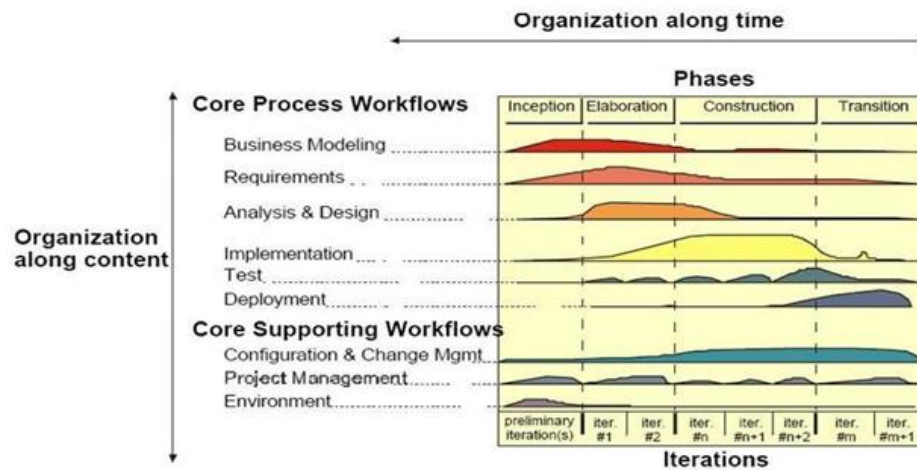 Organization along time
Phases
Core Process Workflows
Inception Elaboration Construction Transition
Business Modeling
Requirements
Analysis & Design
Organization
along content
Implementation
Test
Deployment
Core Supporting Workflows
Configuration & Change Mgmt
Project Management
Environment
preliminary
iteration(s)
iter.
#1
iter.
#2
iter.
#n
iter.
#n+1
iter.
#n+2
iter.
#m
iter.
#m+1
Iterations